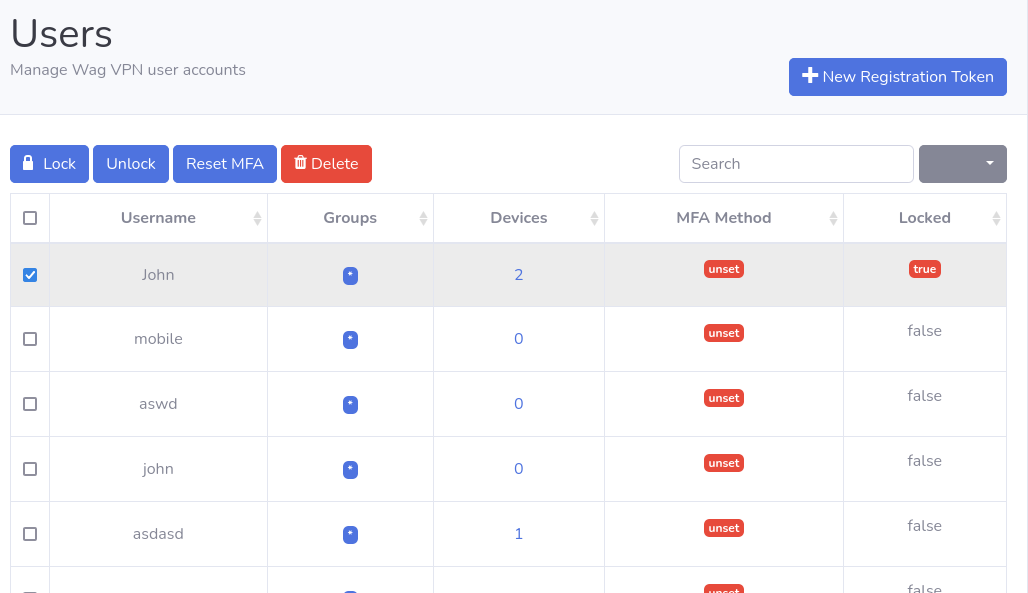 Users
Manage Wag VPN user accounts
New Registration Token
Lock Unlock Reset MFA Delete Search
Username Groups Devices MFA Method Locked
John * 2 unset true
mobile * 0 unset false
aswd * 0 unset false
john * 0 unset false
asdasd * 1 unset false
unset false